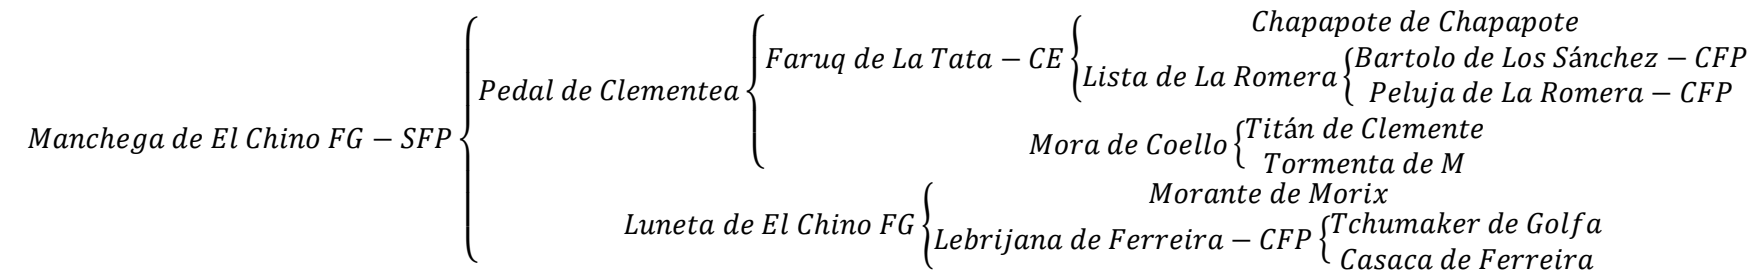 Chapapote de Chapapote
Faruq de La Tata − CE
Lista de La Romera
Bartolo de Los Sánchez − CFP
Peluja de La Romera − CFP
Pedal de Clementea
Mora de Coello
Titán de Clemente
Tormenta de M
Manchega de El Chino FG − SFP
Morante de Morix
Luneta de El Chino FG
Lebrijana de Ferreira − CFP
Tchumaker de Golfa
Casaca de Ferreira